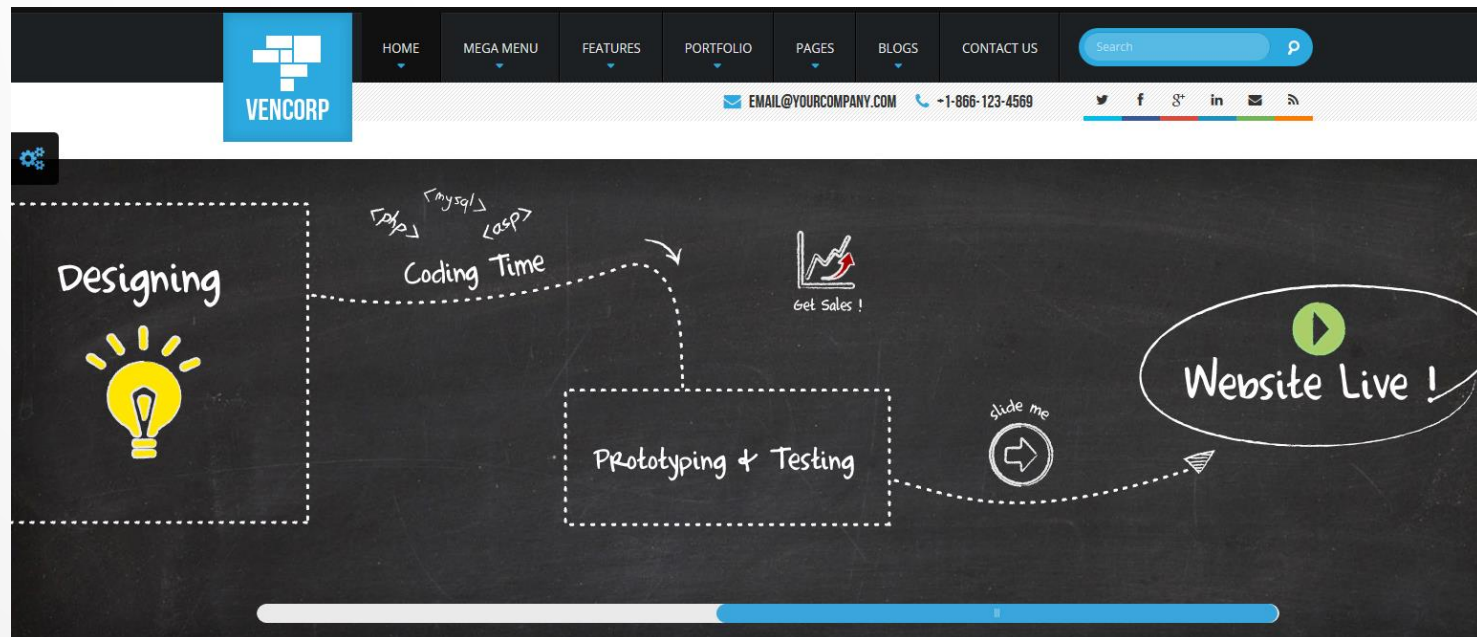 HOME MEGA MENU FEATURES PORTFOLIO PAGES BLOGS CONTACT US Search
VENCORP
EMAIL@YOURCOMPANY.COM +1-866-123-4569 f g+ in
<php> <mysql> <asp>
Designing
Coding Time
Get Sales !
Website Live !
slide me
Prototyping & Testing